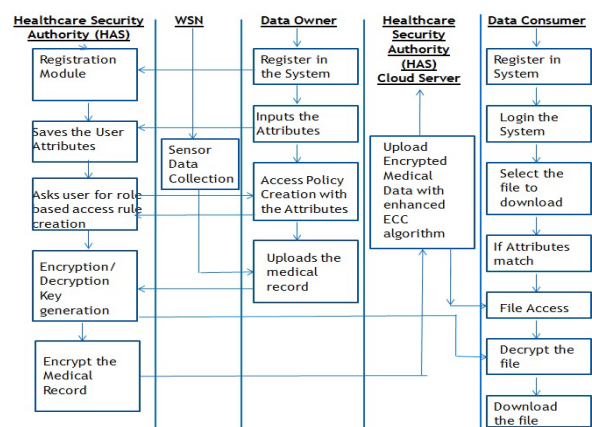 Healthcare Security
Authority (HAS)
Registration
Module
Saves the User
Attributes
Asks user for role
based access rule
creation
Encryption/
Decryption
Key
generation
Encrypt the
Medical
Record
WSN
Sensor
Data
Collection
Data Owner
Register in
the System
Inputs the
Attributes
Access Policy
Creation with
the Attributes
Uploads the
medical
record
Healthcare
Security
Authority
(HAS)
Cloud Server
Upload
Encrypted
Medical
Data with
enhanced
ECC
algorithm
Data Consumer
Register in
System
Login the
System
Select the
file to
download
If Attributes
match
File Access
Decrypt the
file
Download
the file